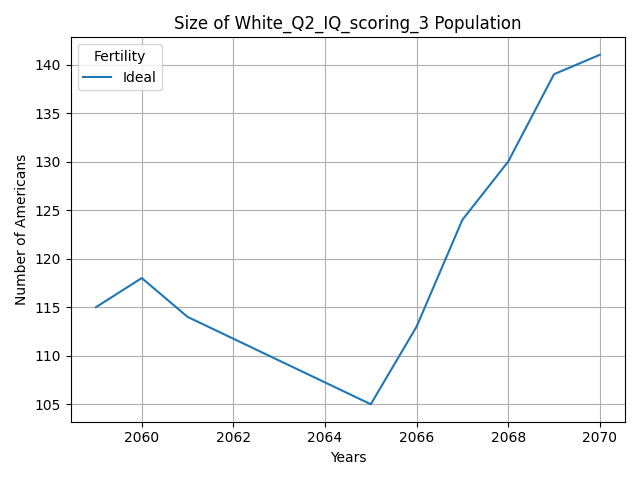 Size of White_Q2_IQ_scoring_3 Population
Fertility
Ideal
Number of Americans
140
135
130
125
120
115
110
105
2060 2062 2064 2066 2068 2070
Years